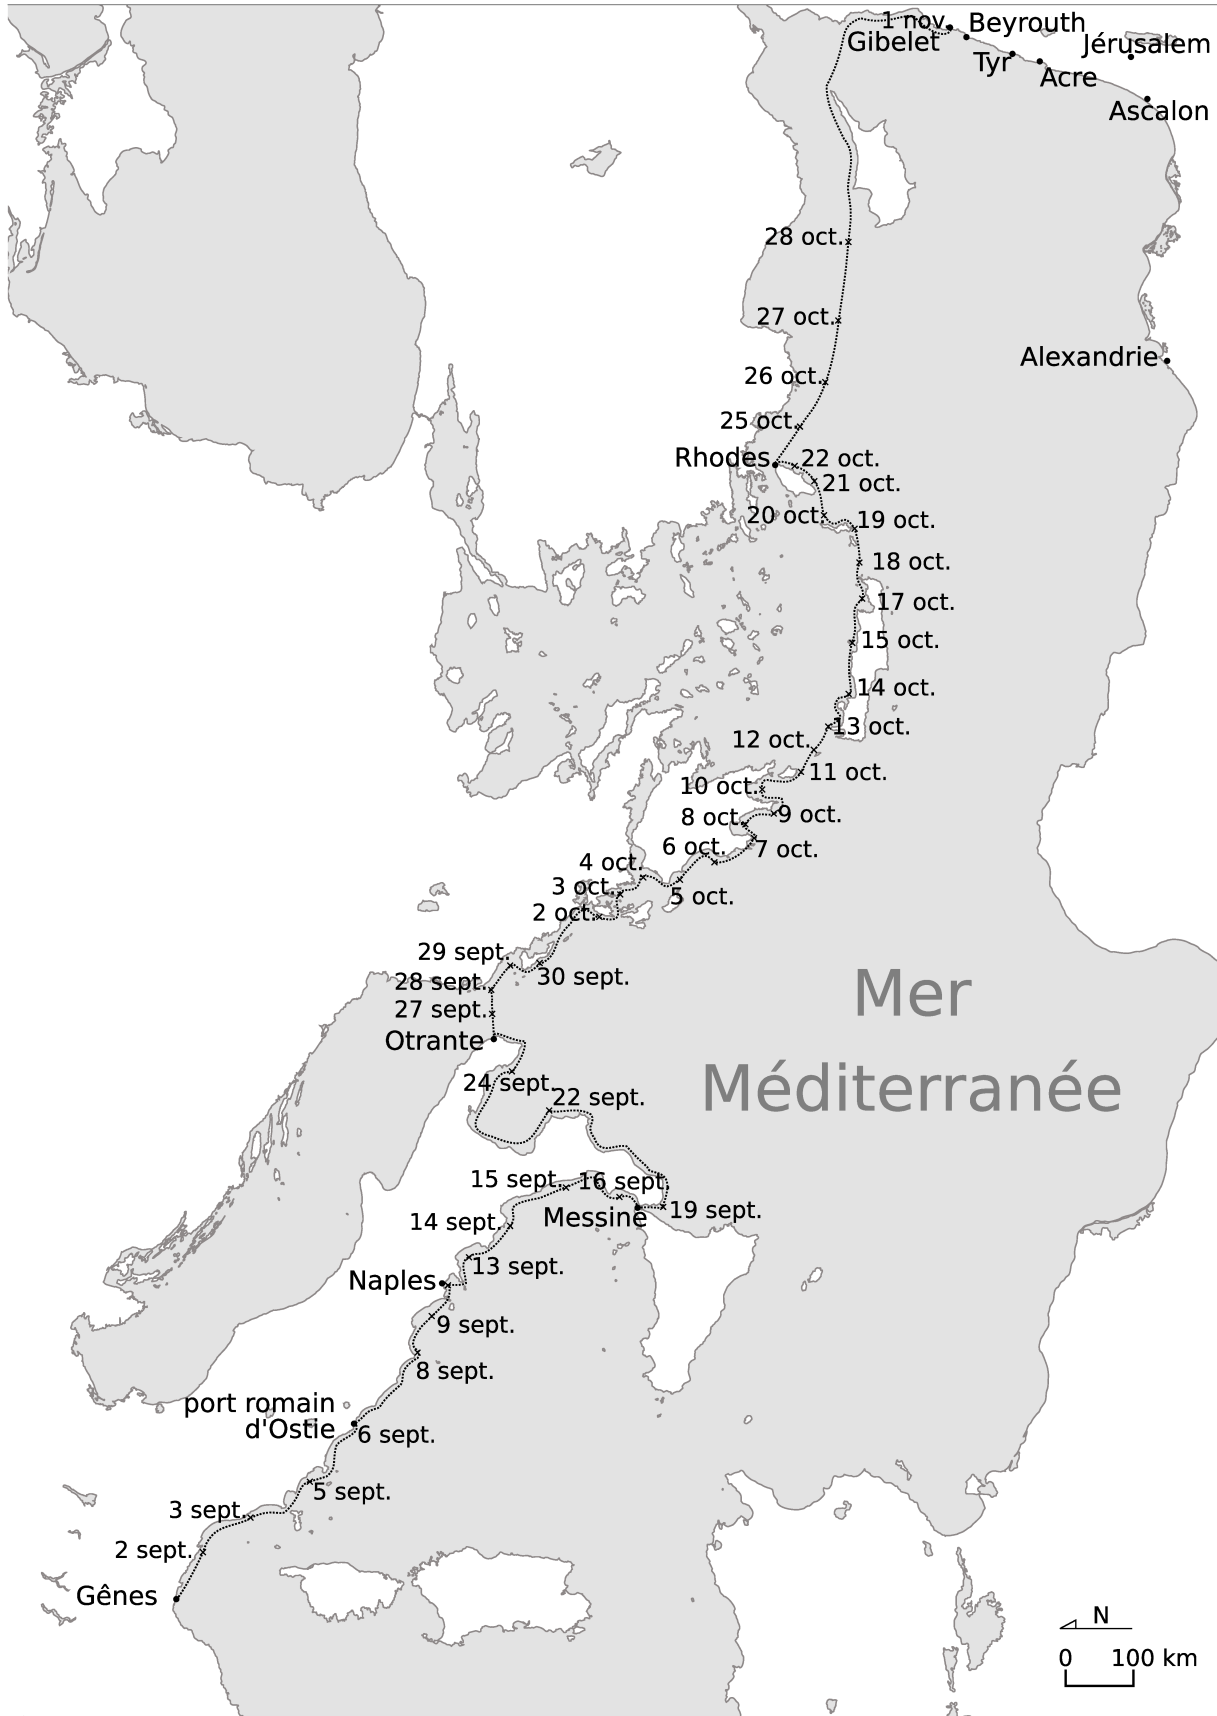 1 nov.
Beyrouth
Gibelet
Jérusalem
Tyr
Acre
Ascalon
28 oct.
27 oct.
Alexandrie
26 oct.
25 oct.
Rhodes
22 oct.
21 oct.
20 oct.
19 oct.
18 oct.
17 oct.
15 oct.
14 oct.
13 oct.
12 oct.
11 oct.
10 oct.
9 oct.
8 oct.
7 oct.
6 oct.
4 oct.
3 oct.
5 oct.
2 oct.
29 sept.
30 sept.
28 sept.
27 sept.
Otrante
Mer
Méditerranée
24 sept.
22 sept.
15 sept.
16 sept.
19 sept.
Messine
14 sept.
13 sept.
Naples
9 sept.
8 sept.
port romain
d'Ostie
6 sept.
5 sept.
3 sept.
2 sept.
Gênes
N
0 100 km